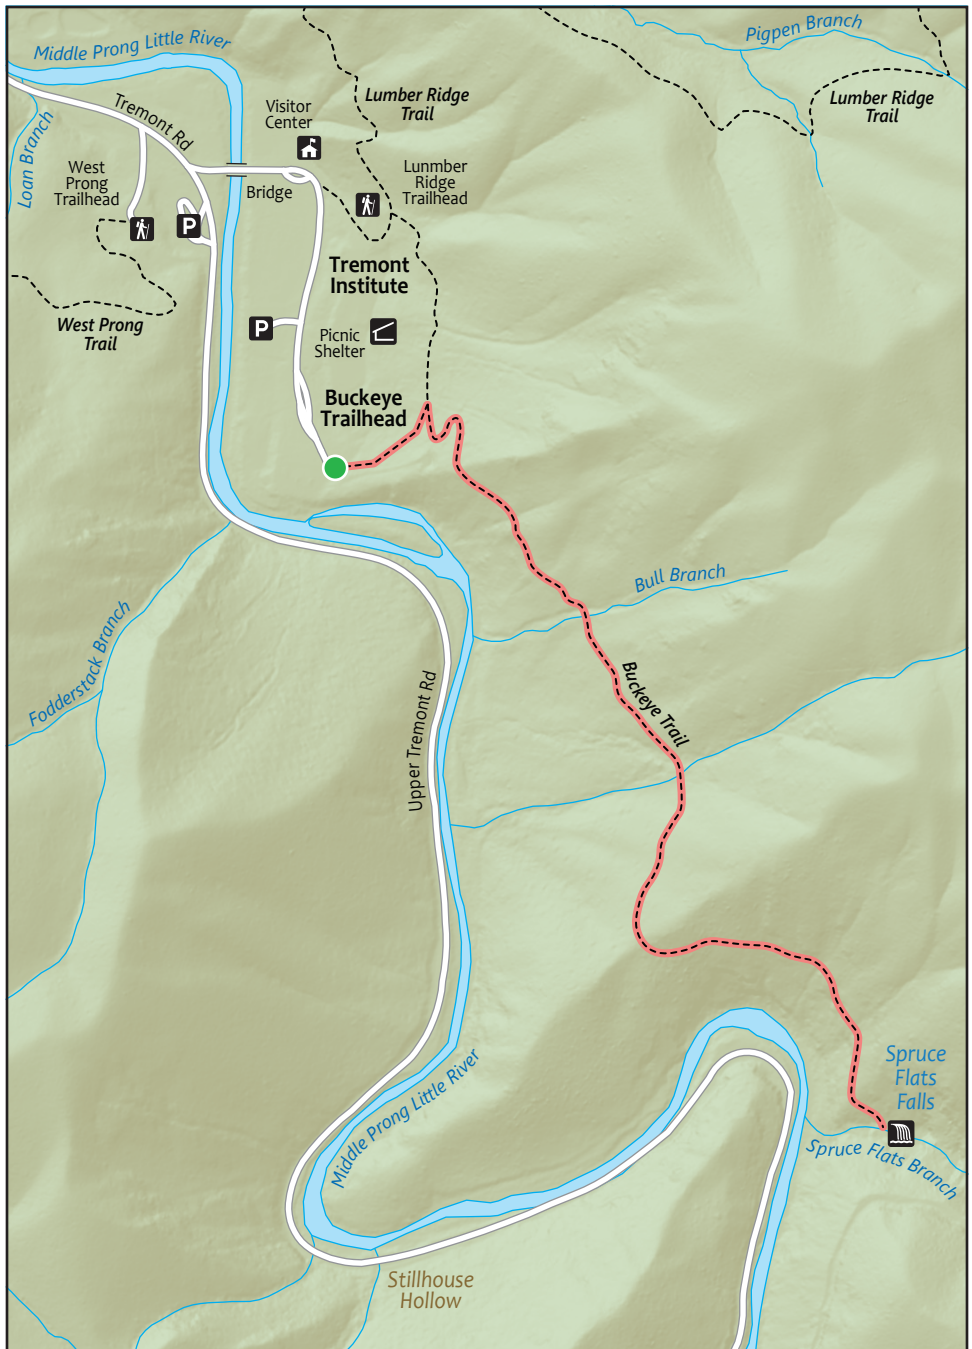 Middle Prong Little River
Pigpen Branch
Tremont Rd
Visitor
Center
Lumber Ridge
Trail
Lumber Ridge
Trail
Loan Branch
West
Prong
Trailhead
Bridge
Lunmber
Ridge
Trailhead
P
Tremont
Institute
West Prong
Trail
P
Picnic
Shelter
Buckeye
Trailhead
Bull Branch
Fodderstack Branch
Buckeye Trail
Upper Tremont Rd
Middle Prong Little River
Spruce
Flats
Falls
Spruce Flats Branch
Stillhouse
Hollow